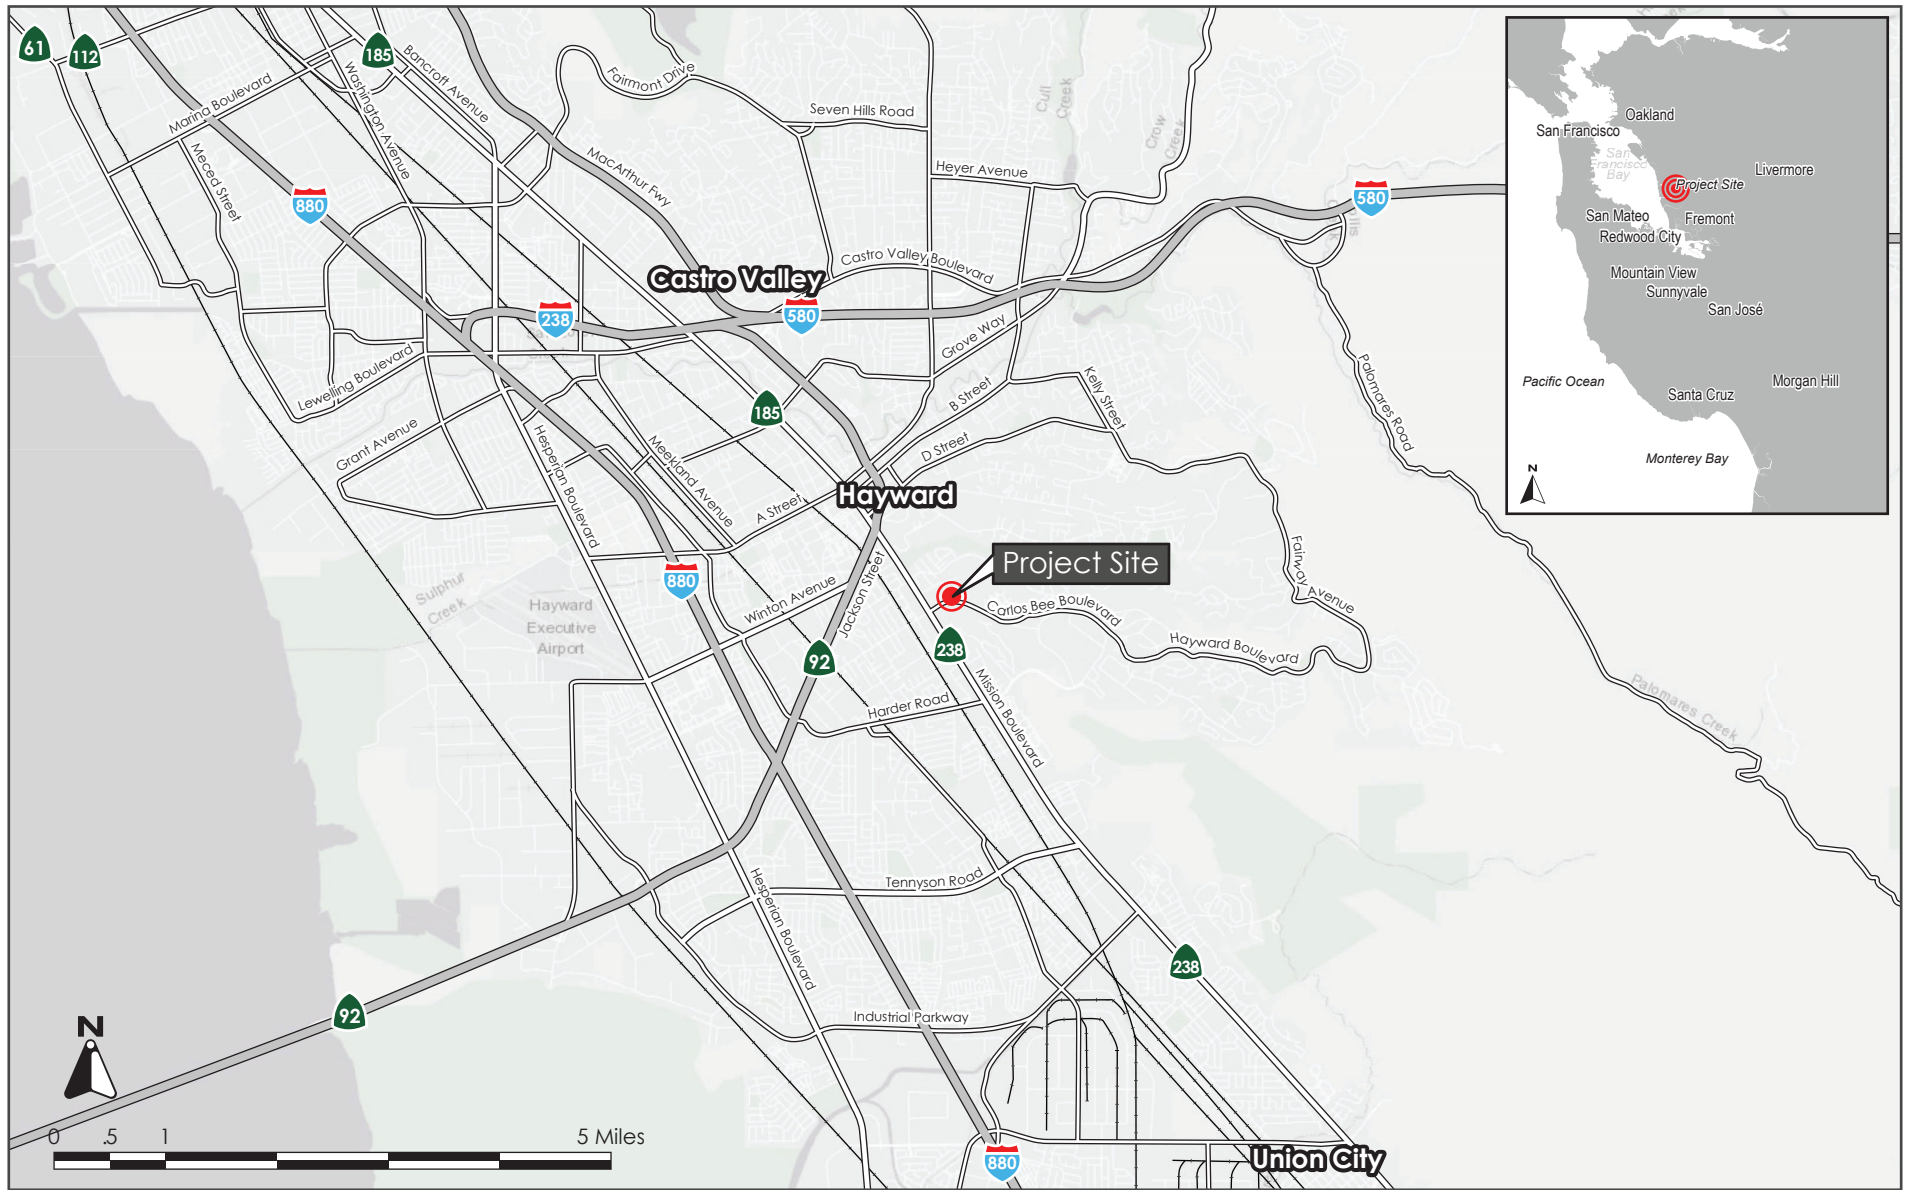 61
112
185
Bancroft Avenue
Washington Avenue
Marina Boulevard
Meced Street
880
Fairmont Drive
Seven Hills Road
MacArthur Fwy
Cull
Creek
Crow
Creek
Heyer Avenue
580
Castro Valley
Castro Valley Boulevard
238
580
Grove Way
Lewelling Boulevard
185
B Street
Kelly Street
Palomares Road
Grant Avenue
Hesperian Boulevard
Meekland Avenue
D Street
A Street
Hayward
Project Site
880
Sulphur
Creek
Hayward
Executive
Airport
Winton Avenue
Jackson Street
Carlos Bee Boulevard
Fairway Avenue
Hayward Boulevard
92
238
Mission Boulevard
Harder Road
Palomares Creek
Tennyson Road
Hesperian Boulevard
238
Industrial Parkway
92
N
0 .5 1 5 Miles
880
Union City
Oakland
San Francisco
San
Francisco
Bay
Livermore
Project Site
San Mateo
Fremont
Redwood City
Mountain View
Sunnyvale
San José
Pacific Ocean
Morgan Hill
Santa Cruz
Monterey Bay
N